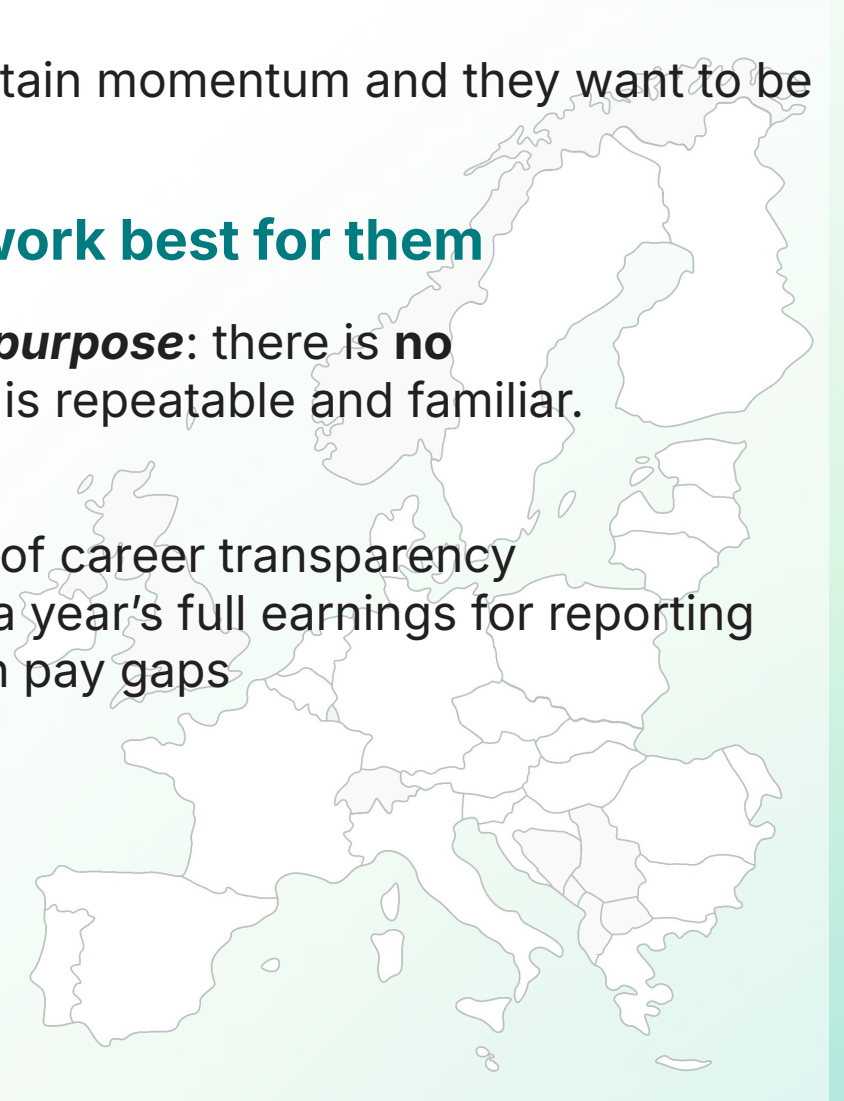 tain momentum and they want to be
work best for them
purpose: there is no
is repeatable and familiar.
of career transparency
a year’s full earnings for reporting
pay gaps